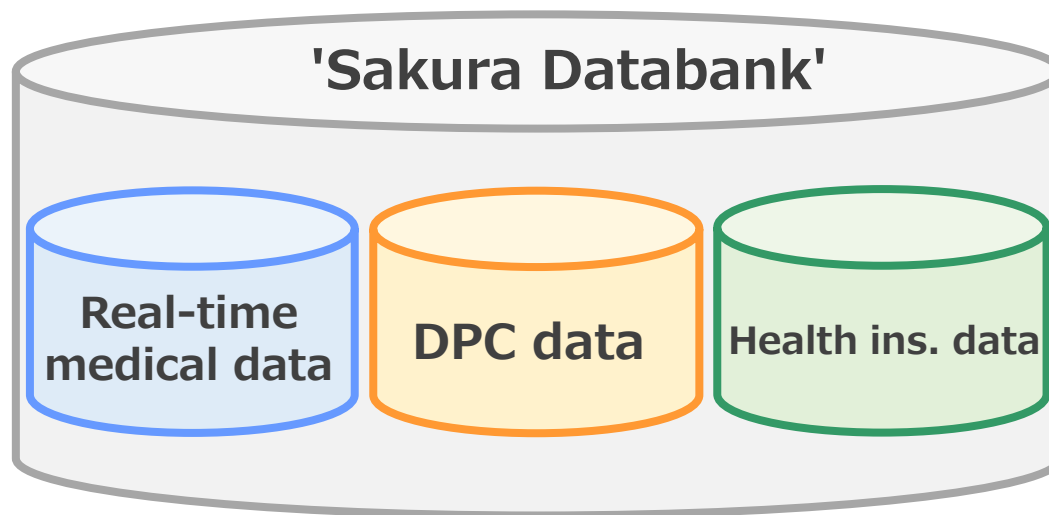 'Sakura Databank'
Real-time
medical data
DPC data
Health ins. data